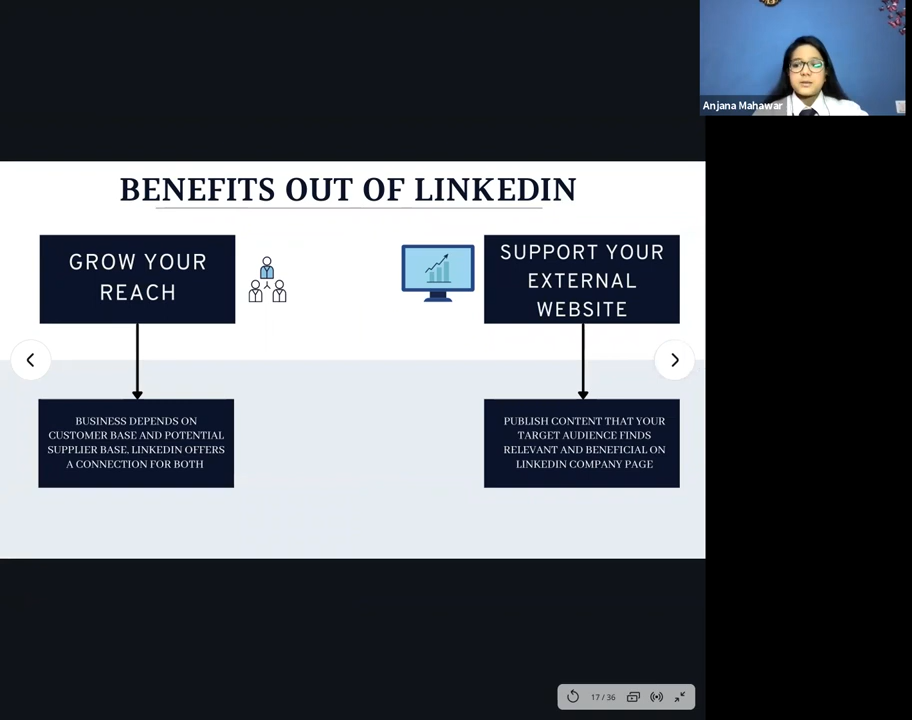 Anjana Mahawar
BENEFITS OUT OF LINKEDIN
GROW YOUR
REACH
SUPPORT YOUR
EXTERNAL
WEBSITE
BUSINESS DEPENDS ON
CUSTOMER BASE AND POTENTIAL
SUPPLIER BASE, LINKEDIN OFFERS
A CONNECTION FOR BOTH
PUBLISH CONTENT THAT YOUR
TARGET AUDIENCE FINDS
RELEVANT AND BENEFICIAL ON
LINKEDIN COMPANY PAGE
17 / 36